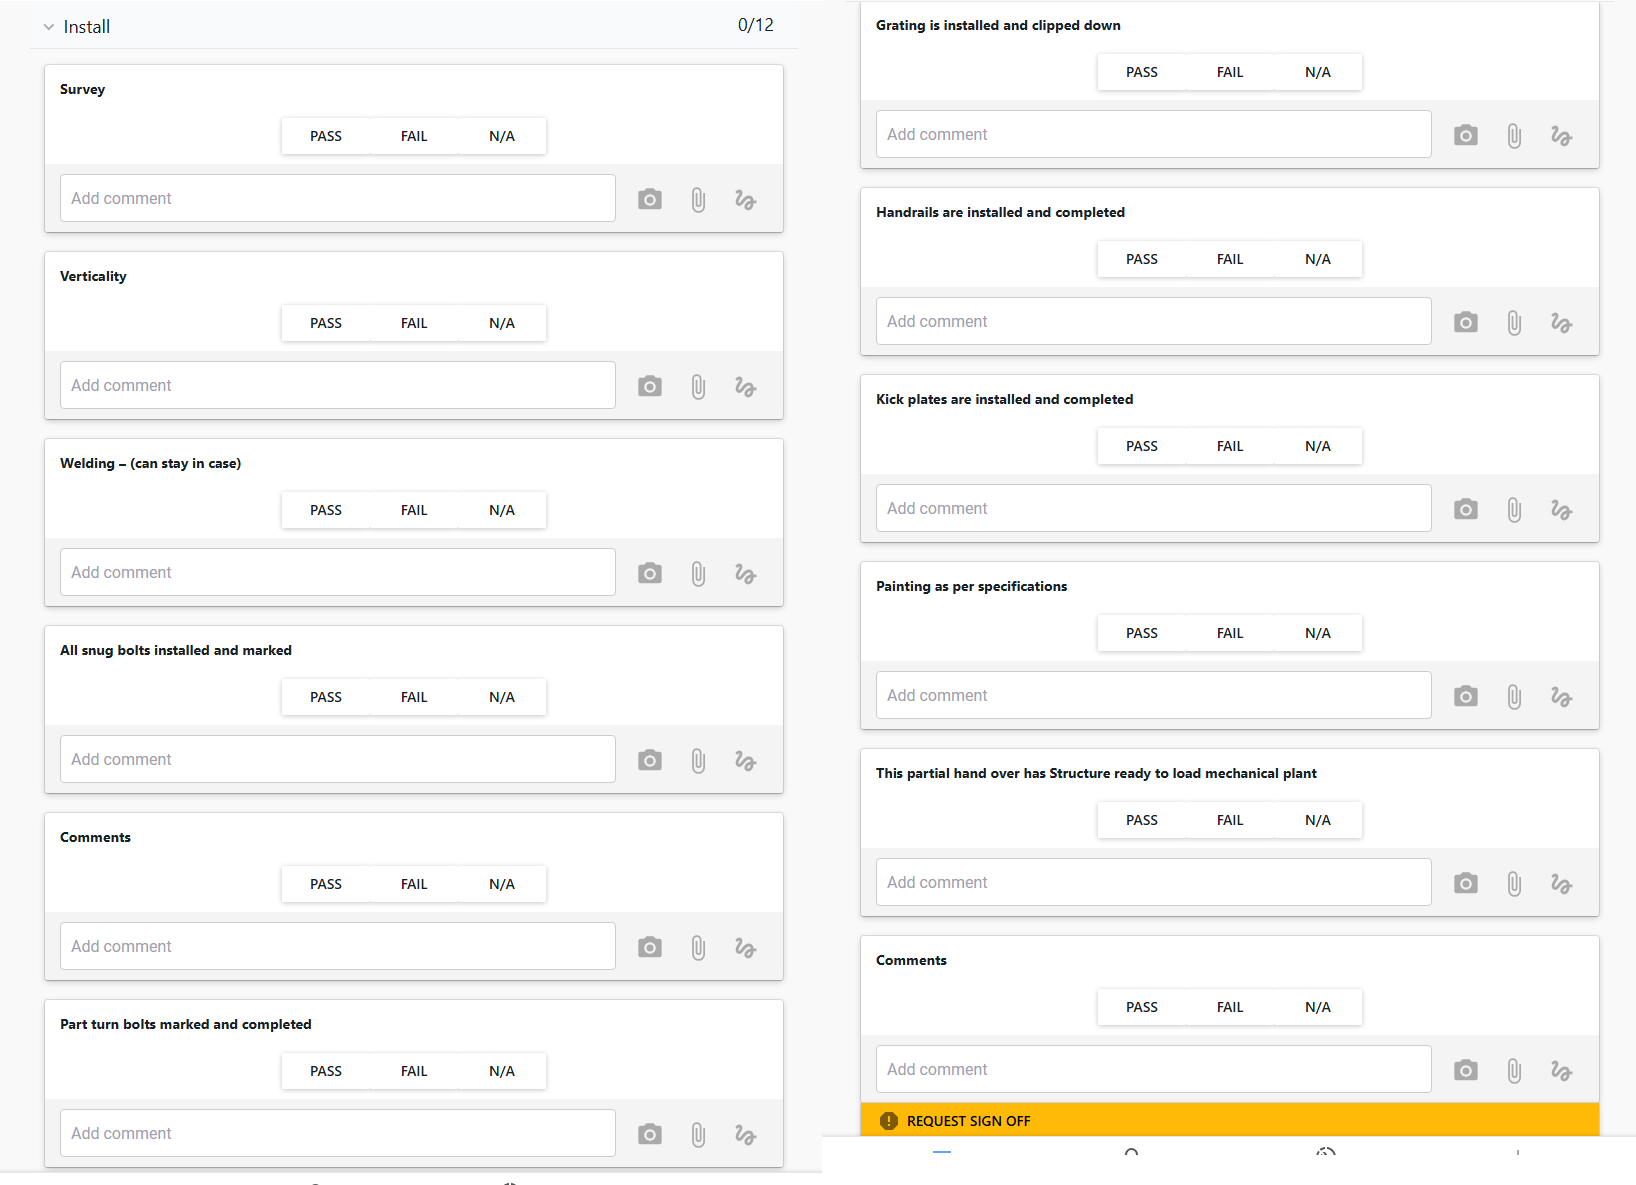 Install 0/12
Survey
PASS FAIL N/A
Add comment
Verticality
PASS FAIL N/A
Add comment
Welding – (can stay in case)
PASS FAIL N/A
Add comment
All snug bolts installed and marked
PASS FAIL N/A
Add comment
Comments
PASS FAIL N/A
Add comment
Part turn bolts marked and completed
PASS FAIL N/A
Add comment
Grating is installed and clipped down
PASS FAIL N/A
Add comment
Handrails are installed and completed
PASS FAIL N/A
Add comment
Kick plates are installed and completed
PASS FAIL N/A
Add comment
Painting as per specifications
PASS FAIL N/A
Add comment
This partial hand over has Structure ready to load mechanical plant
PASS FAIL N/A
Add comment
Comments
PASS FAIL N/A
Add comment
REQUEST SIGN OFF